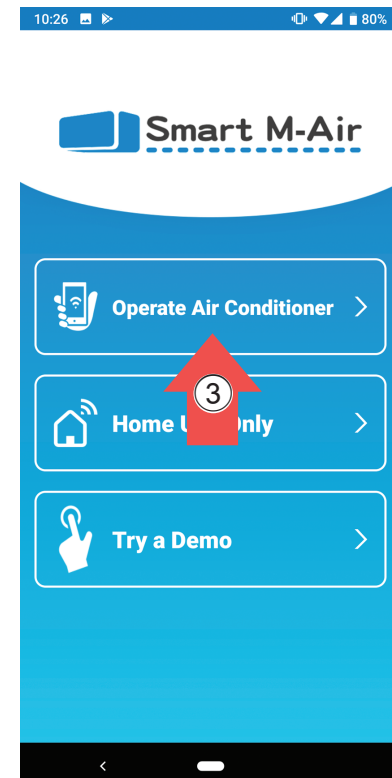 10:26 80%
Smart M-Air
Operate Air Conditioner
3
Home Only
Try a Demo